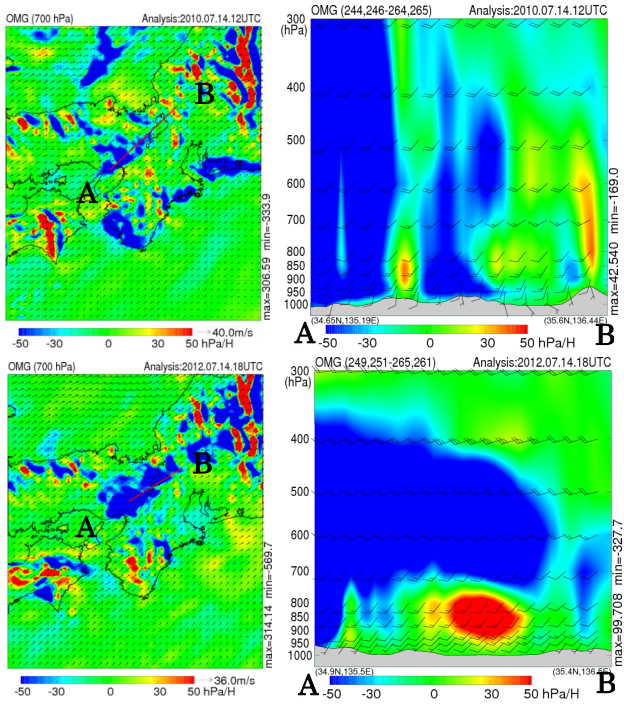 OMG (700 hPa) Analysis:2010.07.14.12UTC
B
A
max=306.59 min=-333.9
-50 -30 0 30 50 40.0m/s
hPa/H
OMG (244,246-264,265) Analysis:2010.07.14.12UTC
300
(hPa)
400
500
600
700
800
850
900
950
1000
max=42.540 min=-169.0
(34.65N,135.19E) (35.6N,136.44E)
A -50 -30 0 30 50 hPa/H B
OMG (700 hPa) Analysis:2012.07.14.18UTC
B
A
max=314.14 min=-569.7
-50 -30 0 30 50 36.0m/s
hPa/H
OMG (249,251-265,261) Analysis:2012.07.14.18UTC
300
(hPa)
400
500
600
700
800
850
900
950
1000
max=99.708 min=-327.7
(34.9N,135.5E) (35.4N,136.5E)
A -50 -30 0 30 50 hPa/H B